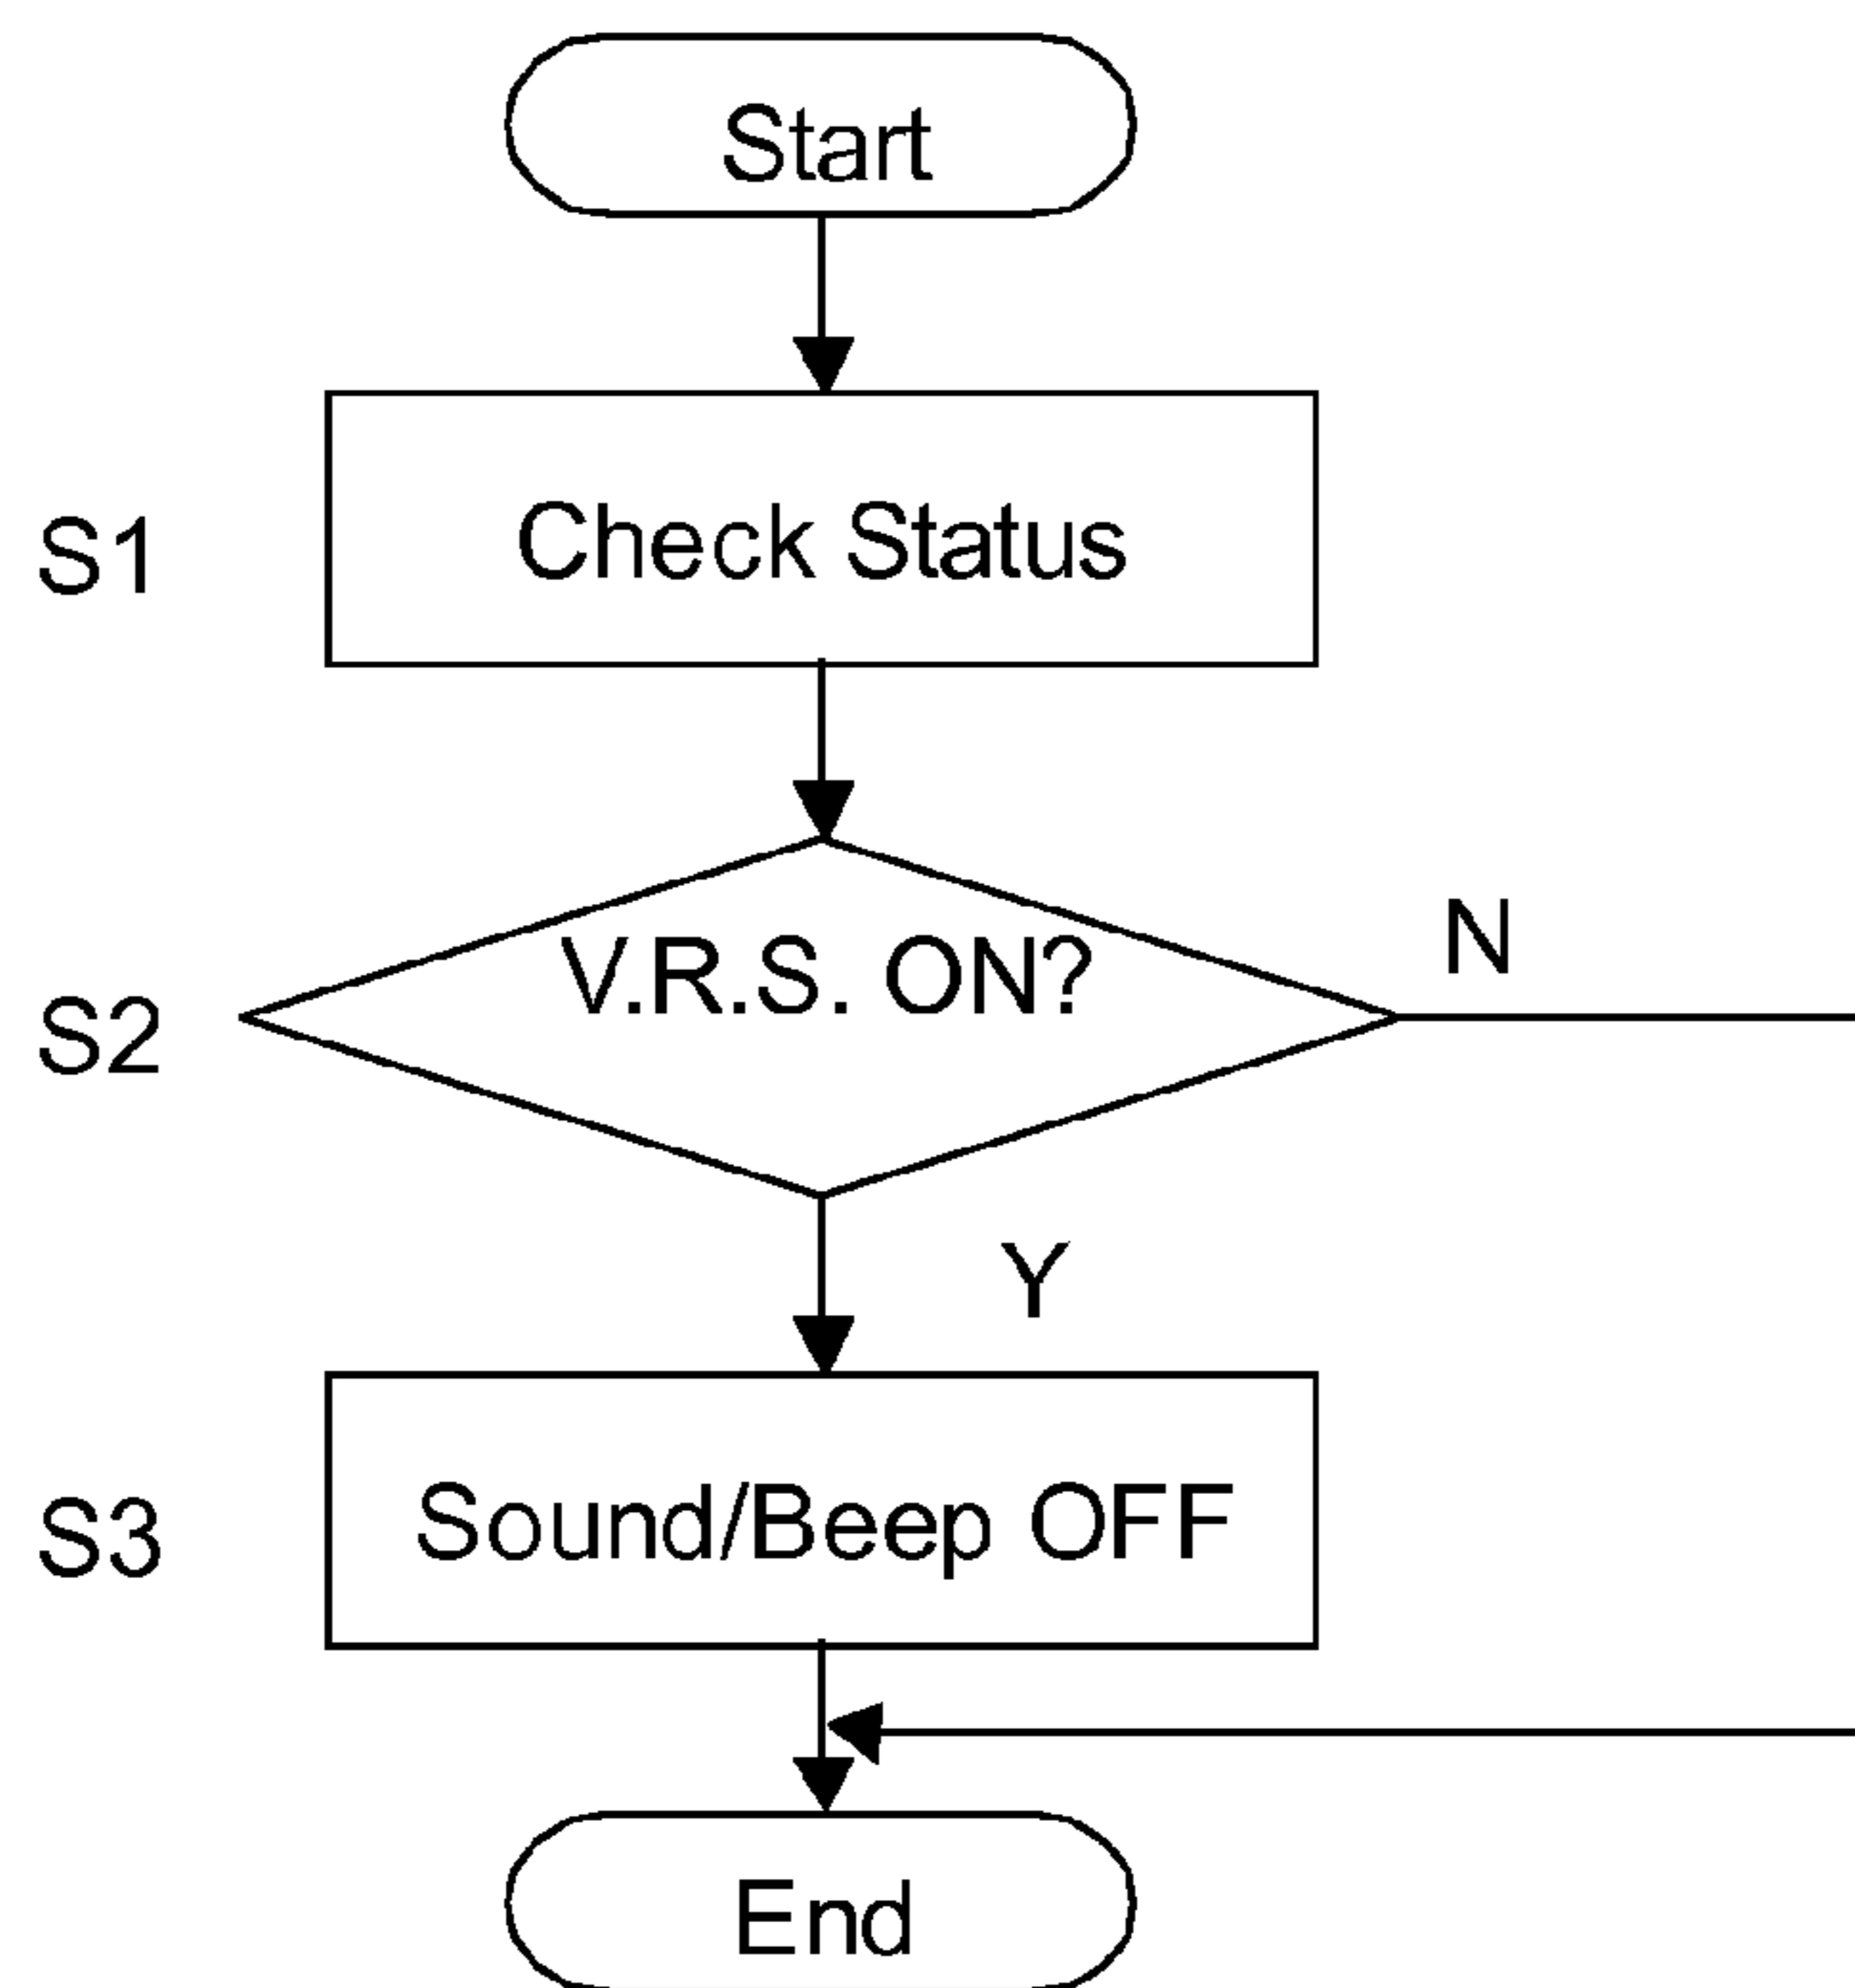 Start
S1
Check Status
V.R.S. ON?
N
S2
Y
S3
Sound/Beep OFF
End